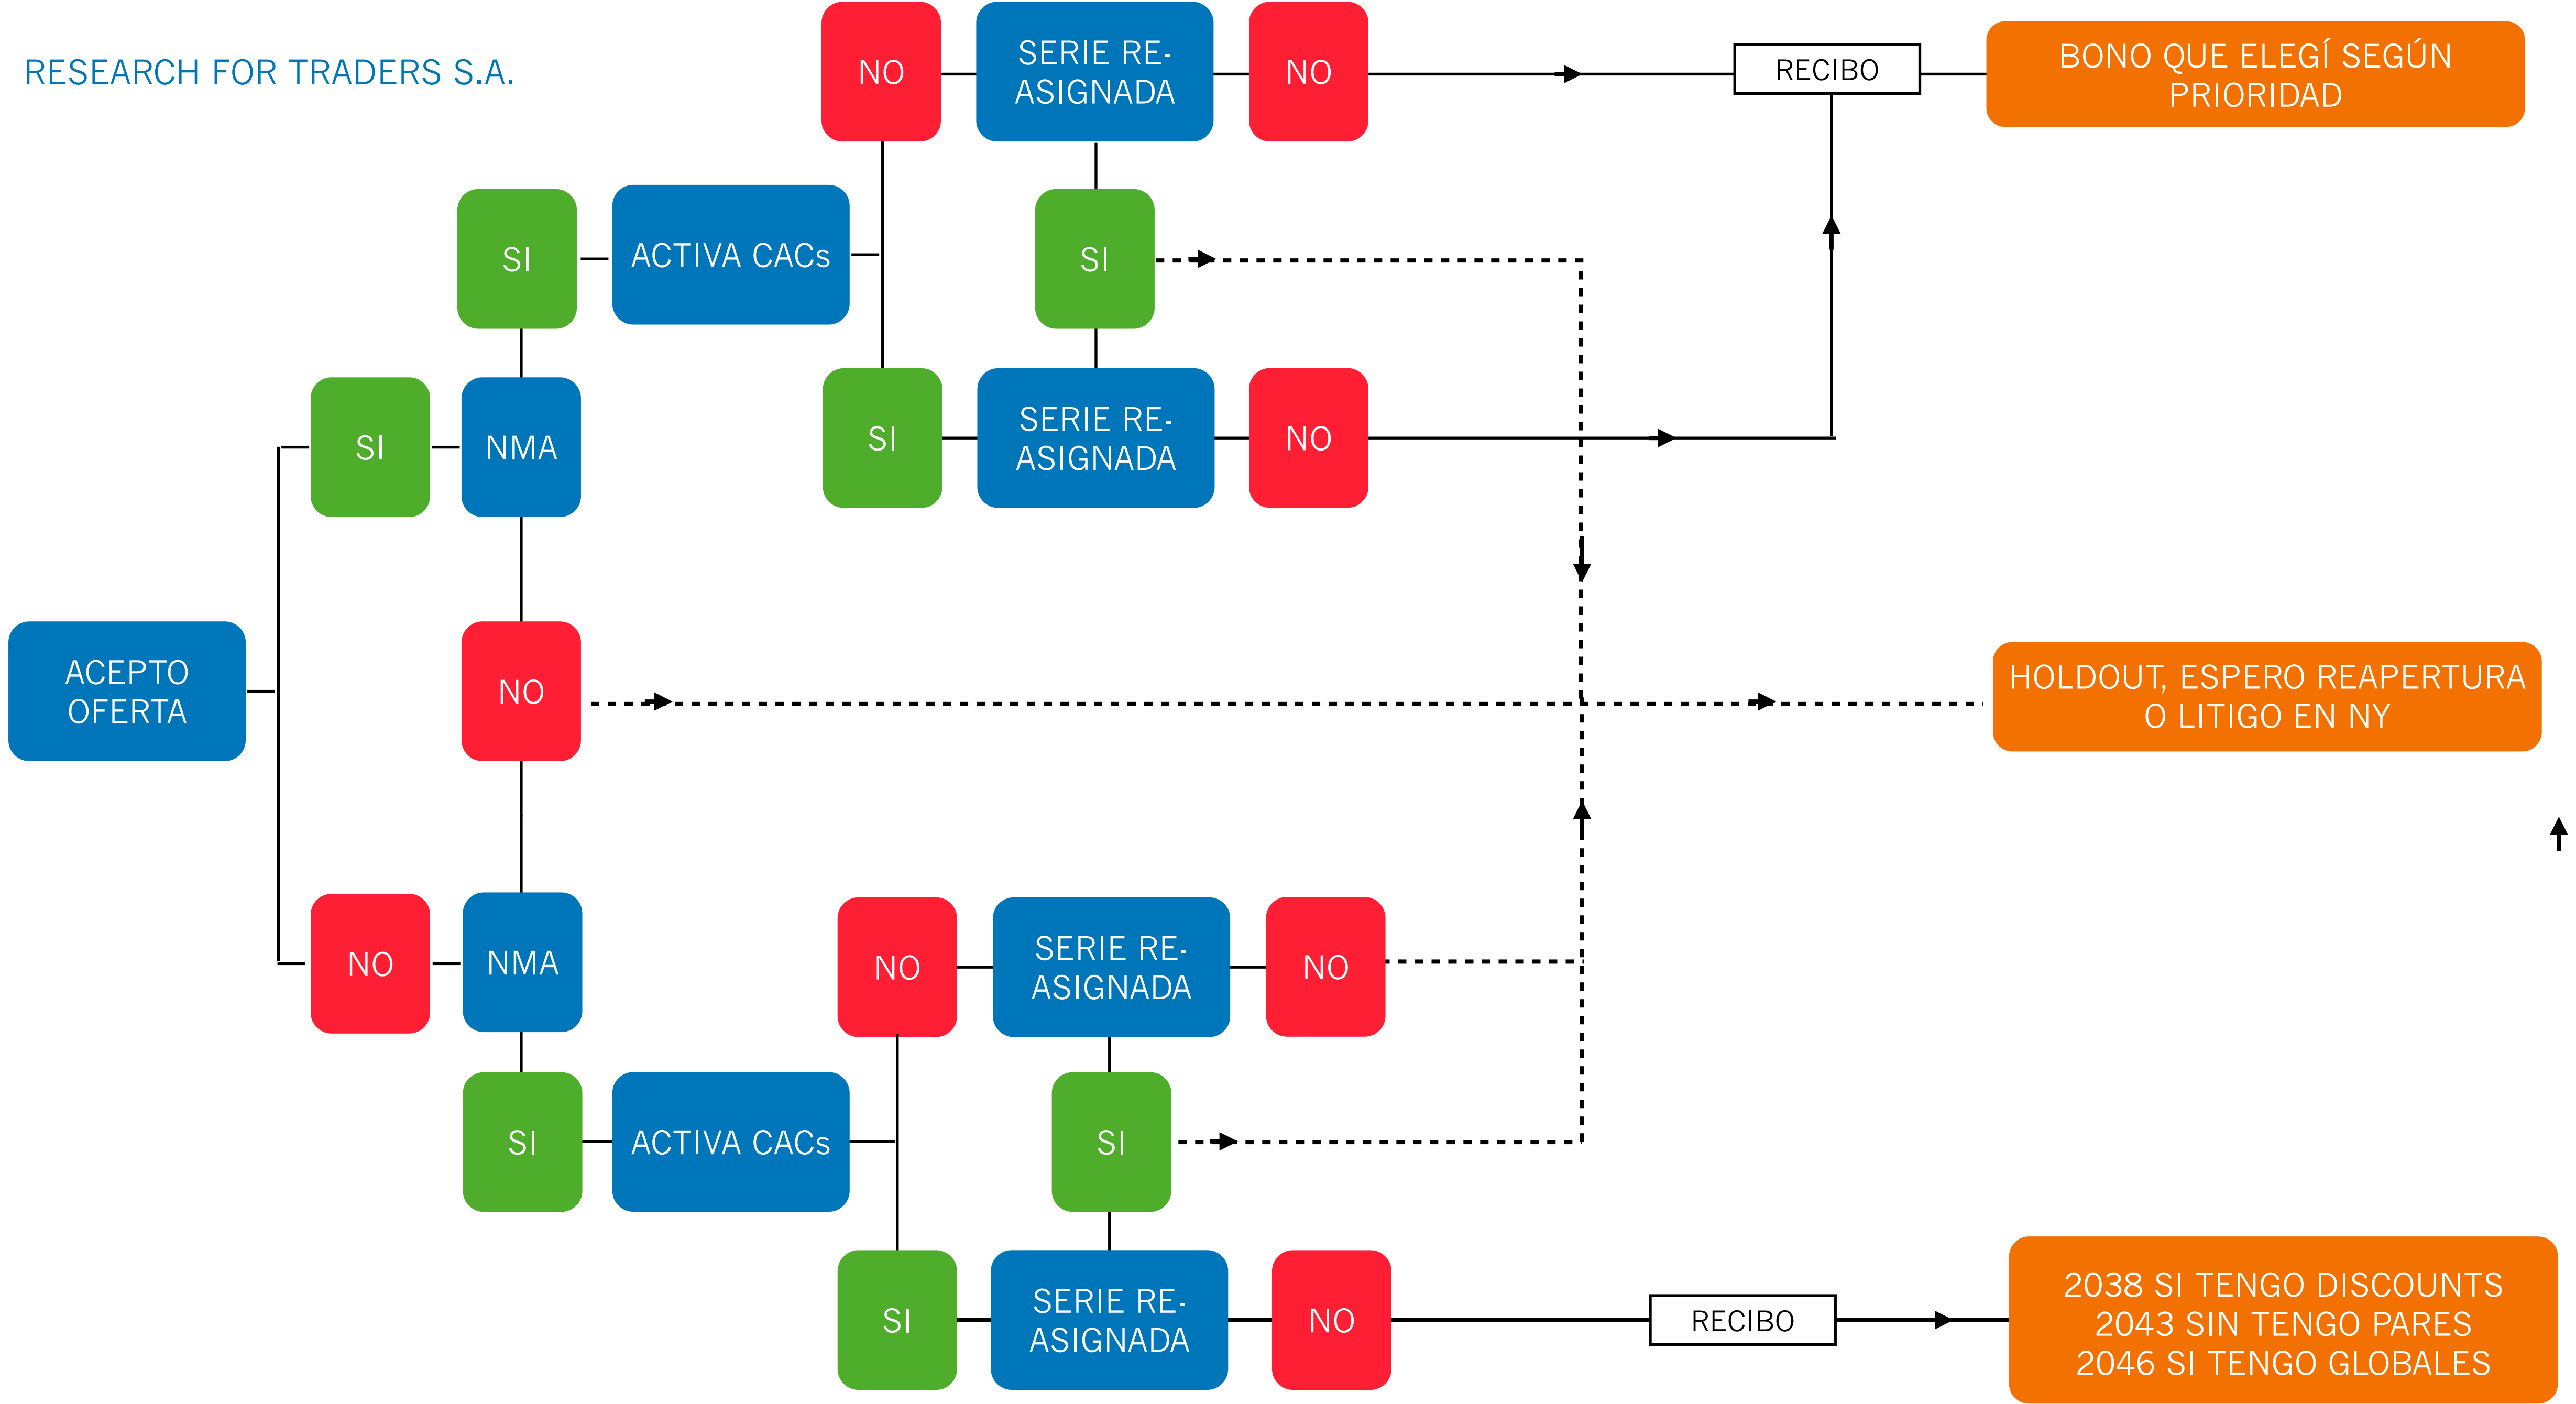 RESEARCH FOR TRADERS S.A.
NO
SERIE RE-
ASIGNADA
NO
RECIBO
BONO QUE ELEGÍ SEGÚN
PRIORIDAD
SI
ACTIVA CACs
SI
SI
NMA
SI
SERIE RE-
ASIGNADA
NO
ACEPTO
OFERTA
NO
HOLDOUT, ESPERO REAPERTURA
O LITIGO EN NY
NO
NMA
NO
SERIE RE-
ASIGNADA
NO
SI
ACTIVA CACs
SI
SI
SERIE RE-
ASIGNADA
NO
RECIBO
2038 SI TENGO DISCOUNTS
2043 SIN TENGO PARES
2046 SI TENGO GLOBALES